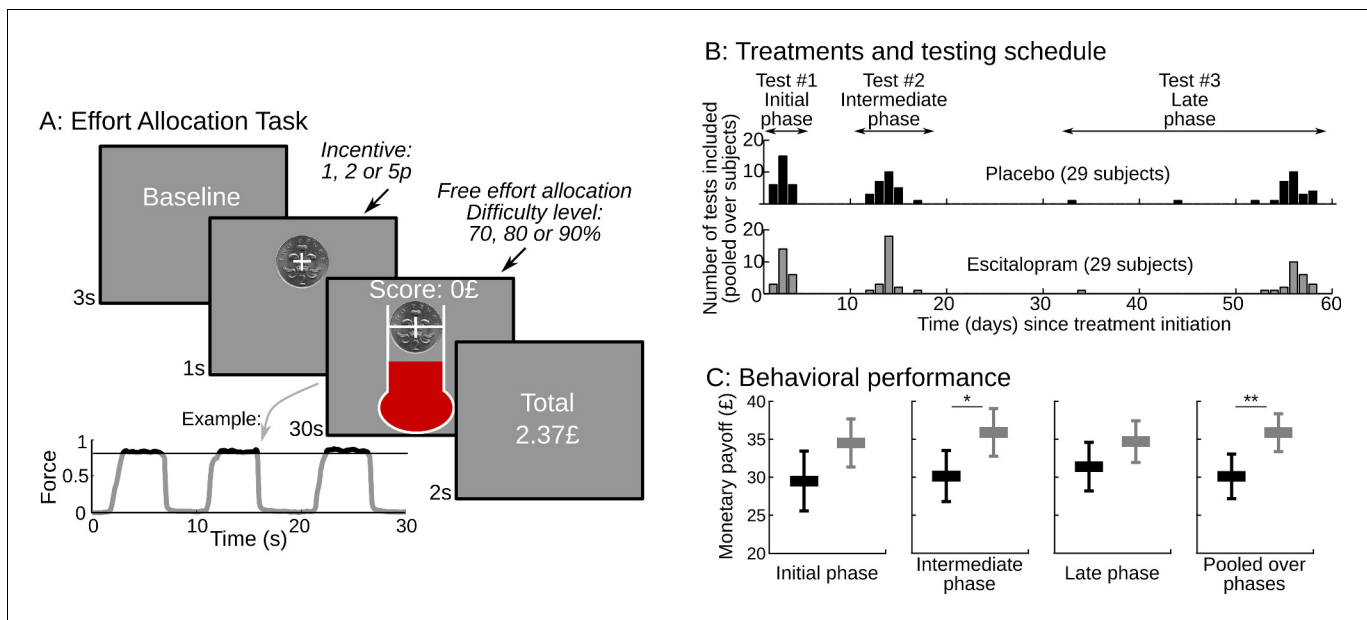 A: Effort Allocation Task
Baseline
3s
Incentive:
1, 2 or 5p
1s
Free effort allocation
Difficulty level:
70, 80 or 90%
Score: 0£
2
30s
Total
2.37£
2s
Example:
Force
1
0.5
0
0 10 20 30
Time (s)
B: Treatments and testing schedule
Test #1
Initial
phase
Test #2
Intermediate
phase
Test #3
Late
phase
Number of tests included
(pooled over subjects)
20
10
0
Placebo (29 subjects)
20
10
0
Escitalopram (29 subjects)
10 20 30 40 50 60
Time (days) since treatment initiation
C: Behavioral performance
Monetary payoff (£)
40
35
30
25
20
*
**
Initial phase
Intermediate
phase
Late phase
Pooled over
phases